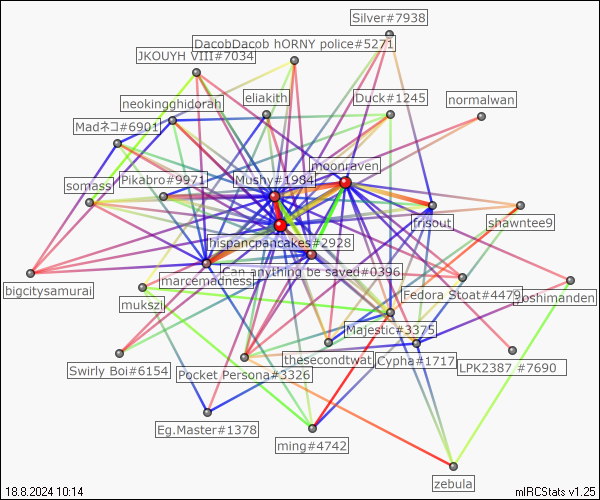 Silver#7938
DacobDacob hORNY police#5271
JKOUYH VIII#7034
neokingghidorah
eliakith
Duck#1245
normalwan
Madネコ#6901
moonraven
somass
Pikabro#9971
Mushy#1984
frisout
shawntee9
hispancpancakes#2928
marcemadness
Can anything be saved#0396
bigcitysamurai
mukszi
Fedora Stoat#4479
oshimanden
Majestic#3375
thesecondtwat
Cypha#1717
LPK2387 #7690
Swirly Boi#6154
Pocket Persona#3326
Eg.Master#1378
ming#4742
zebula
18.8.2024 10:14
mIRCStats v1.25